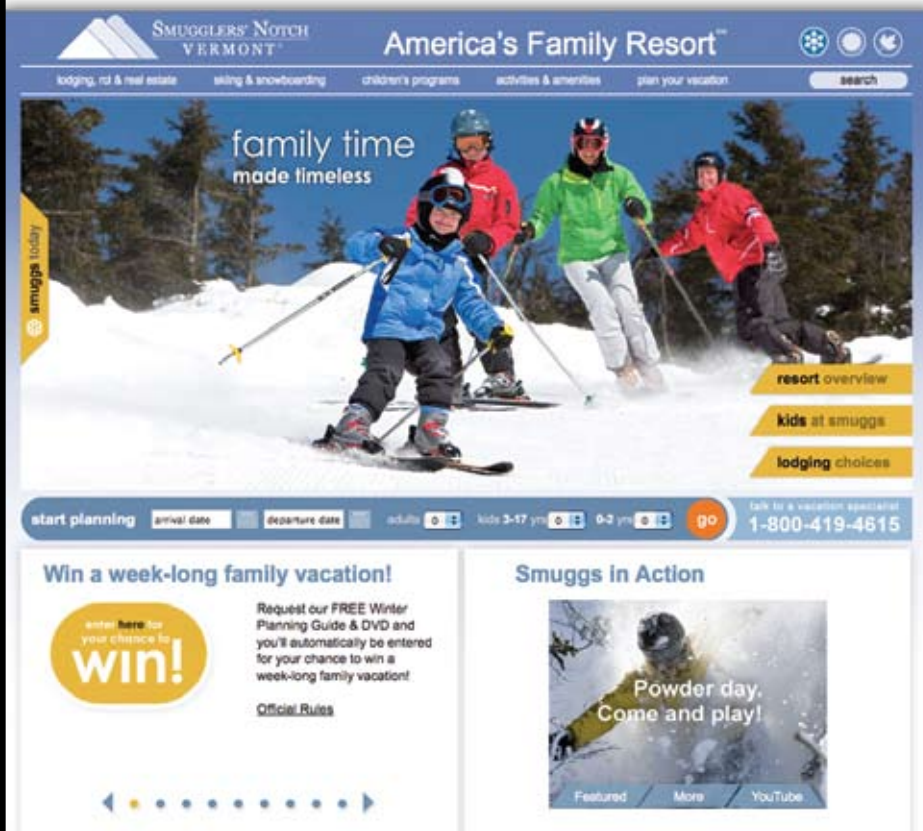 SMUGGLERS' NOTCH
VERMONT®
America's Family Resort™
lodging, rci & real estate
skiing & snowboarding
children's programs
activities & amenities
plan your vacation
search
family time
made timeless
smuggs today
resort overview
kids at smuggs
lodging choices
start planning
arrival date
departure date
adults 0
kids 3-17 yrs 0
0-2 yrs 0
go
talk to a vacation specialist
1-800-419-4615
Win a week-long family vacation!
enter here for
your chance to
win!
Request our FREE Winter
Planning Guide & DVD and
you'll automatically be entered
for your chance to win a
week-long family vacation!
Official Rules
Smuggs in Action
Powder day.
Come and play!
Featured
More
YouTube